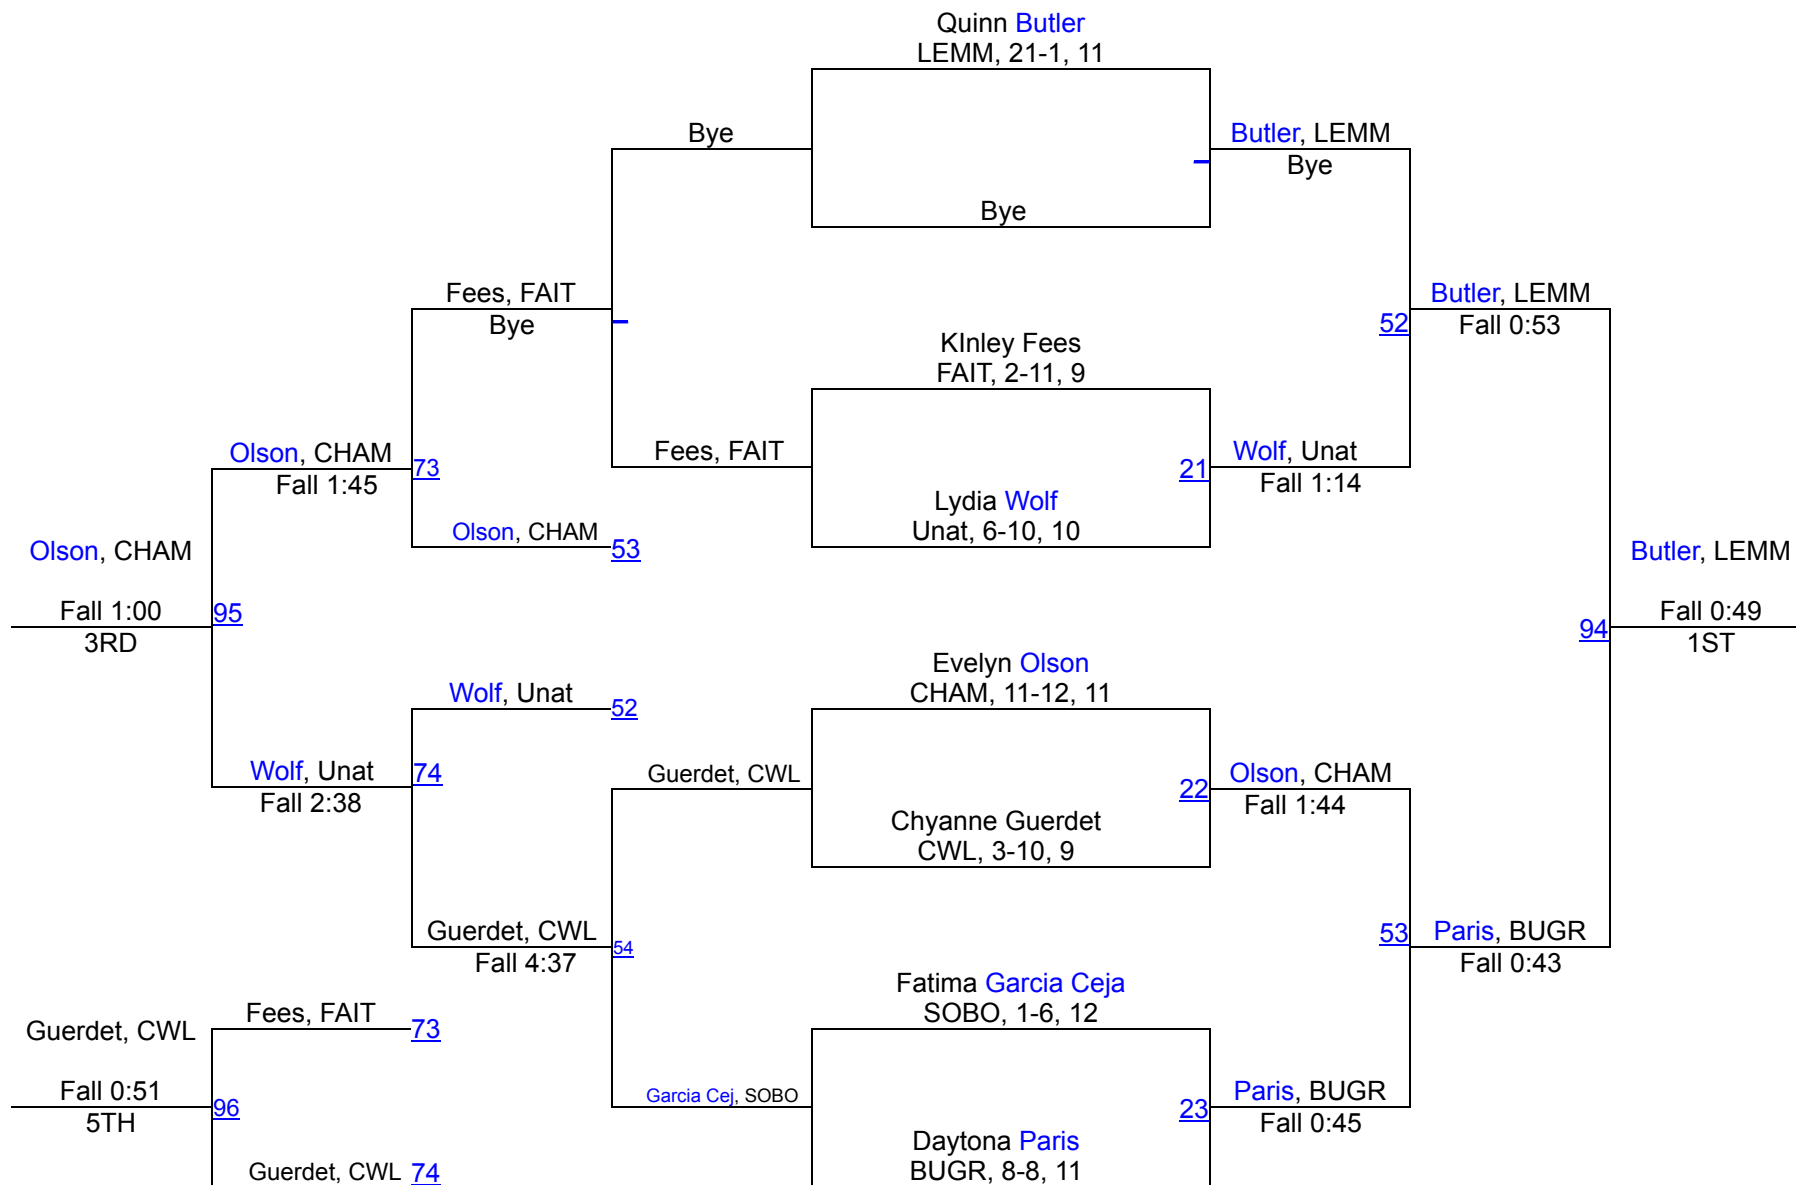 Quinn Butler
LEMM, 21-1, 11
Bye
Butler, LEMM
Bye
Bye
Fees, FAIT
Bye
Butler, LEMM
Fall 0:53
52
KInley Fees
FAIT, 2-11, 9
Olson, CHAM
Fall 1:45
73
Fees, FAIT
21
Wolf, Unat
Fall 1:14
Lydia Wolf
Unat, 6-10, 10
Olson, CHAM
53
Olson, CHAM
Fall 1:00
3RD
95
Butler, LEMM
Fall 0:49
1ST
94
Evelyn Olson
CHAM, 11-12, 11
Wolf, Unat
52
Wolf, Unat
Fall 2:38
74
Guerdet, CWL
22
Olson, CHAM
Fall 1:44
Chyanne Guerdet
CWL, 3-10, 9
Guerdet, CWL
Fall 4:37
54
53
Paris, BUGR
Fall 0:43
Fatima Garcia Ceja
SOBO, 1-6, 12
Fees, FAIT
73
Guerdet, CWL
Fall 0:51
5TH
96
Garcia Cej, SOBO
23
Paris, BUGR
Fall 0:45
Daytona Paris
BUGR, 8-8, 11
Guerdet, CWL
74